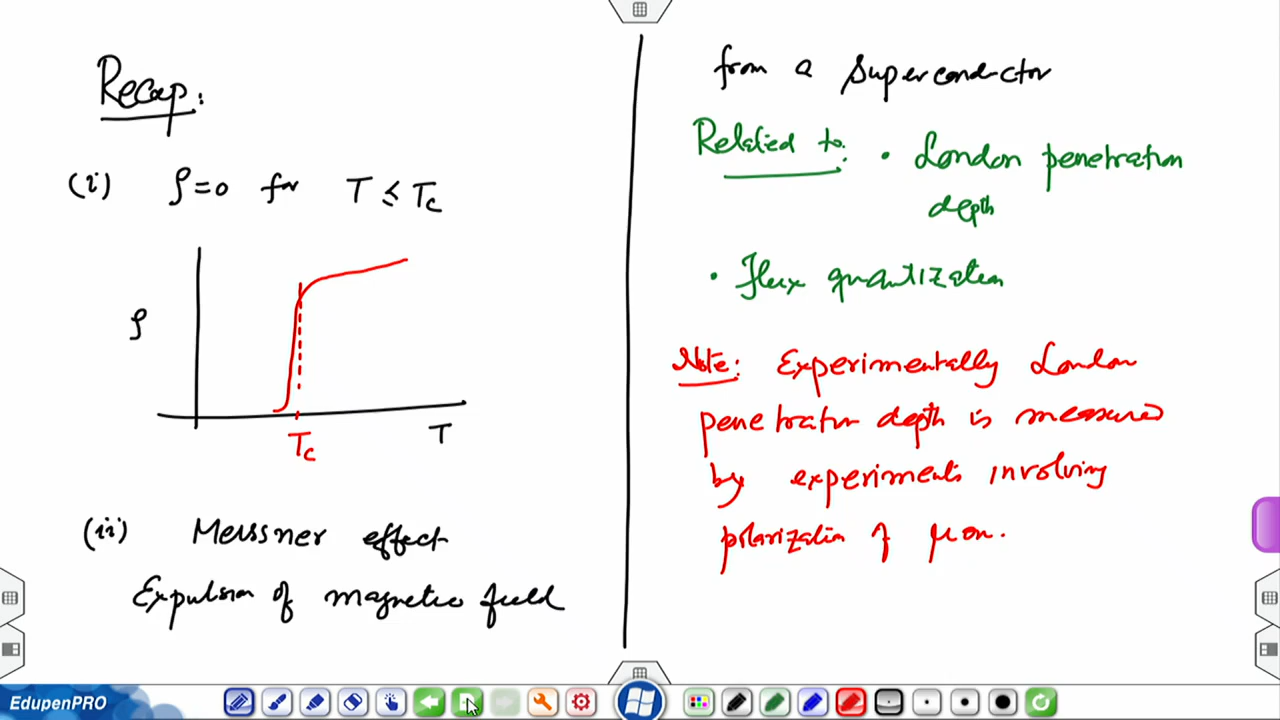 Recap:
(i) ρ=0 for T ≤ Tc
ρ
Tc
T
(ii) Meissner effect
Expulsion of magnetic field
from a Superconductor
Related to: • London penetration
depth
• Flux quantization
Note: Experimentally London
penetration depth is measured
by experiments involving
polarization of μon.
EdupenPRO